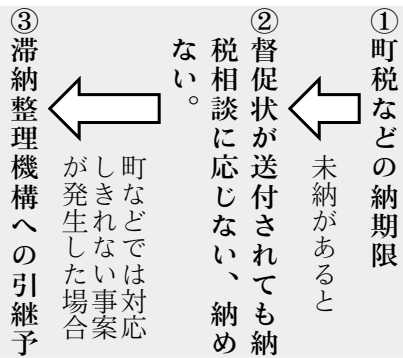 ①町税などの納期限
未納があると
②督促状が送付されても納
税相談に応じない、納め
ない。
町などでは対応
しきれない事案
が発生した場合
③滞納整理機構への引継予